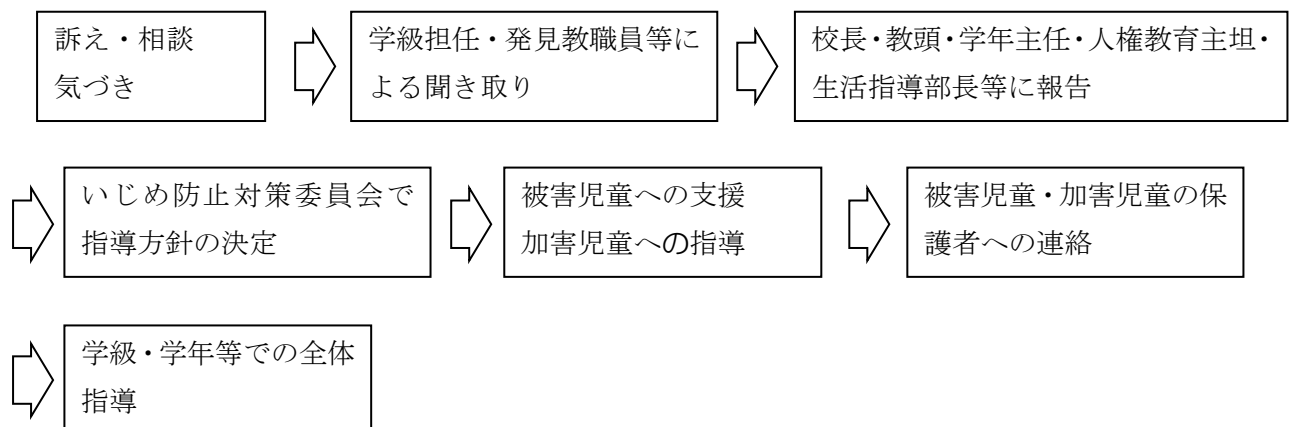 訴え・相談
気づき
学級担任・発見教職員等に
よる聞き取り
校長・教頭・学年主任・人権教育主坦・
生活指導部長等に報告
いじめ防止対策委員会で
指導方針の決定
被害児童への支援
加害児童への指導
被害児童・加害児童の保
護者への連絡
学級・学年等での全体
指導